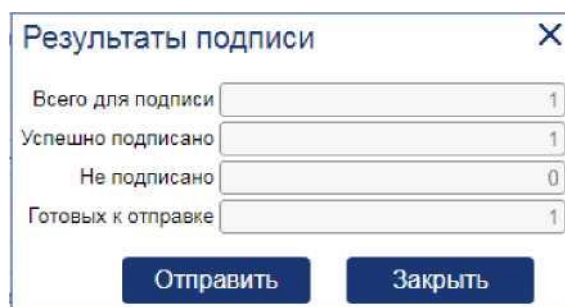 Результаты подписи
Всего для подписи 1
Успешно подписано 1
Не подписано 0
Готовых к отправке 1
Отправить Закрыть